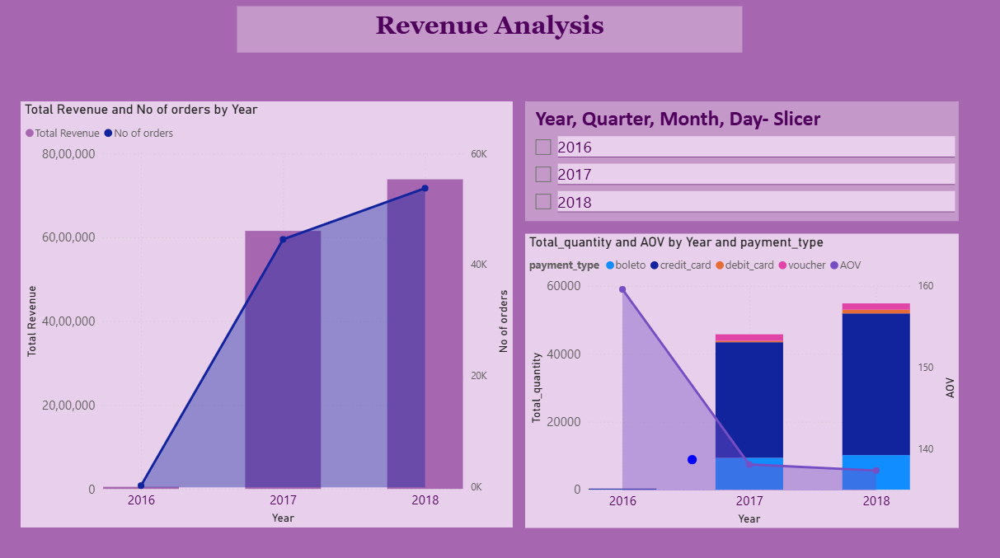 Revenue Analysis
Total Revenue and No of orders by Year
Total Revenue No of orders
80,00,000
60,00,000
40,00,000
20,00,000
0
Total Revenue
60K
40K
20K
0K
No of orders
2016 2017 2018
Year
Year, Quarter, Month, Day- Slicer
2016
2017
2018
Total_quantity and AOV by Year and payment_type
payment_type boleto credit_card debit_card voucher AOV
60000
40000
20000
0
Total_quantity
160
150
140
AOV
2016 2017 2018
Year